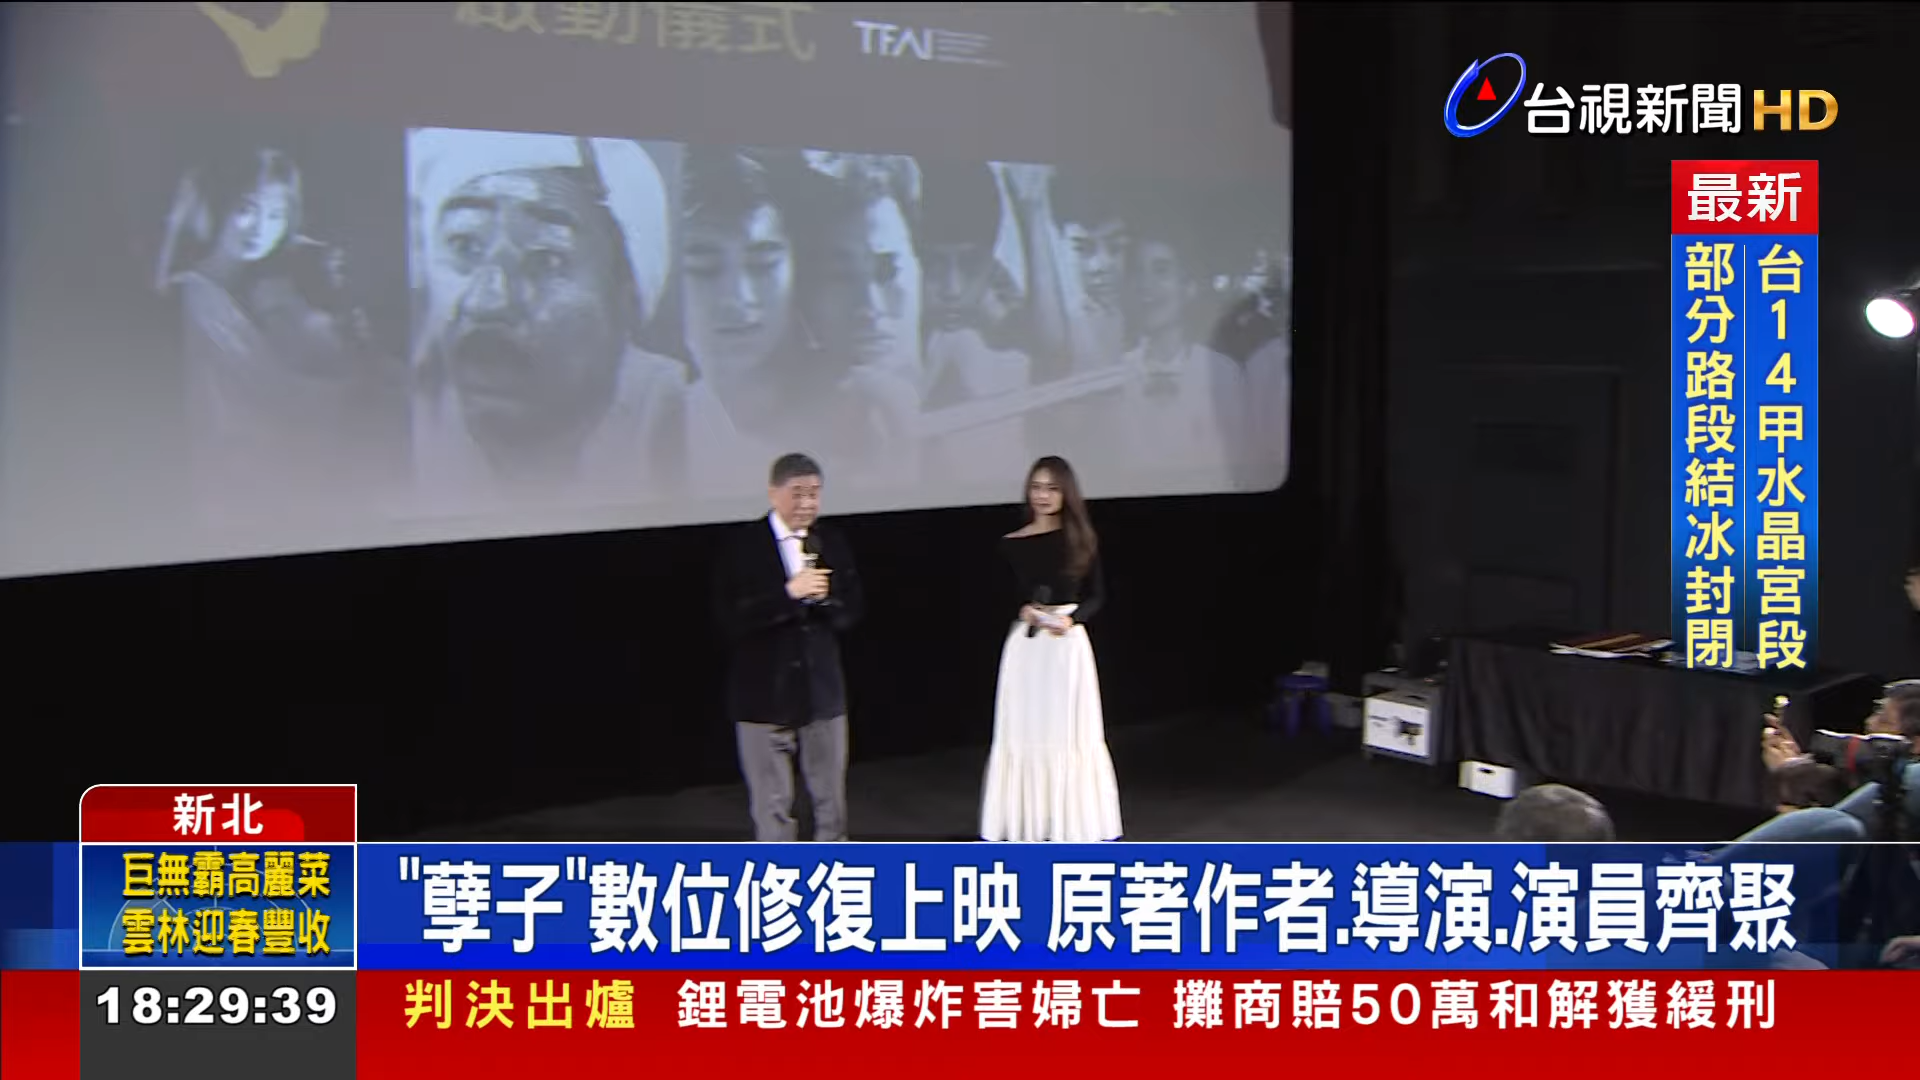 啟動儀式
TFAI
台視新聞HD
最新
台14甲水晶宮段
部分路段結冰封閉
新北
巨無霸高麗菜
雲林迎春豐收
"孽子"數位修復上映 原著作者.導演.演員齊聚
18:29:39
判決出爐 鋰電池爆炸害婦亡 攤商賠50萬和解獲緩刑